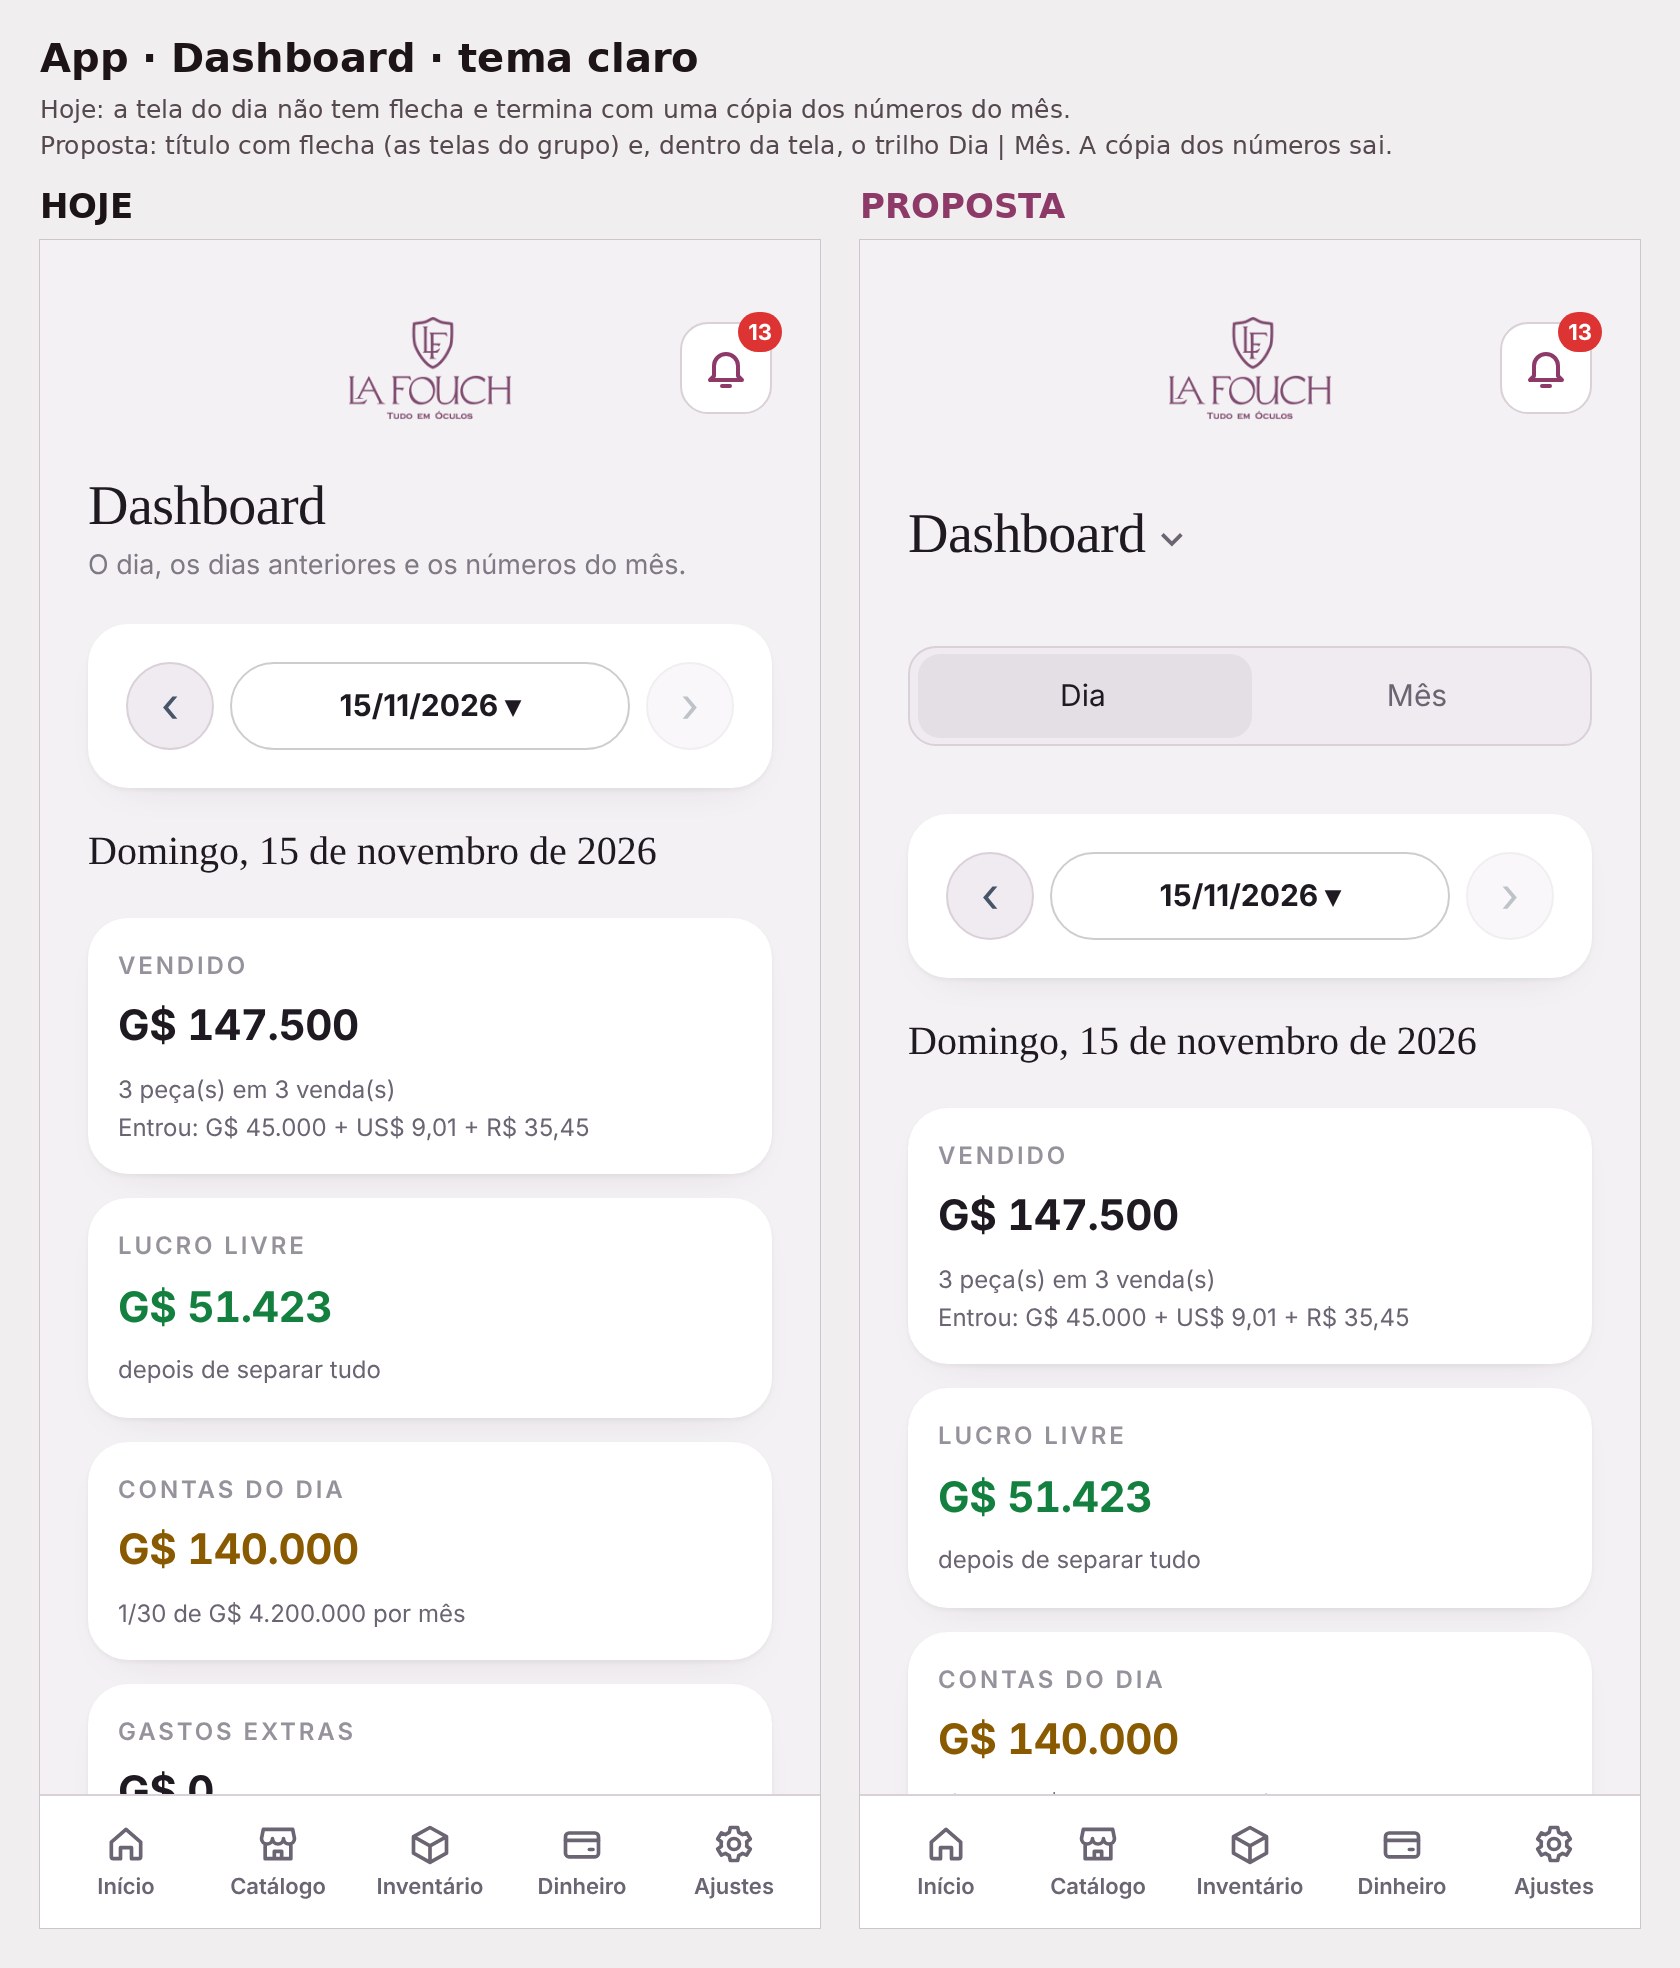 App · Dashboard · tema claro
Hoje: a tela do dia não tem flecha e termina com uma cópia dos números do mês.
Proposta: título com flecha (as telas do grupo) e, dentro da tela, o trilho Dia | Mês. A cópia dos números sai.
HOJE
LF
LA FOUCH
TUDO EM ÓCULOS
13
Dashboard
O dia, os dias anteriores e os números do mês.
‹ 15/11/2026 ▾ ›
Domingo, 15 de novembro de 2026
VENDIDO
G$ 147.500
3 peça(s) em 3 venda(s)
Entrou: G$ 45.000 + US$ 9,01 + R$ 35,45
LUCRO LIVRE
G$ 51.423
depois de separar tudo
CONTAS DO DIA
G$ 140.000
1/30 de G$ 4.200.000 por mês
GASTOS EXTRAS
G$ 0
Início Catálogo Inventário Dinheiro Ajustes
PROPOSTA
LF
LA FOUCH
TUDO EM ÓCULOS
13
Dashboard
Dia Mês
‹ 15/11/2026 ▾ ›
Domingo, 15 de novembro de 2026
VENDIDO
G$ 147.500
3 peça(s) em 3 venda(s)
Entrou: G$ 45.000 + US$ 9,01 + R$ 35,45
LUCRO LIVRE
G$ 51.423
depois de separar tudo
CONTAS DO DIA
G$ 140.000
Início Catálogo Inventário Dinheiro Ajustes